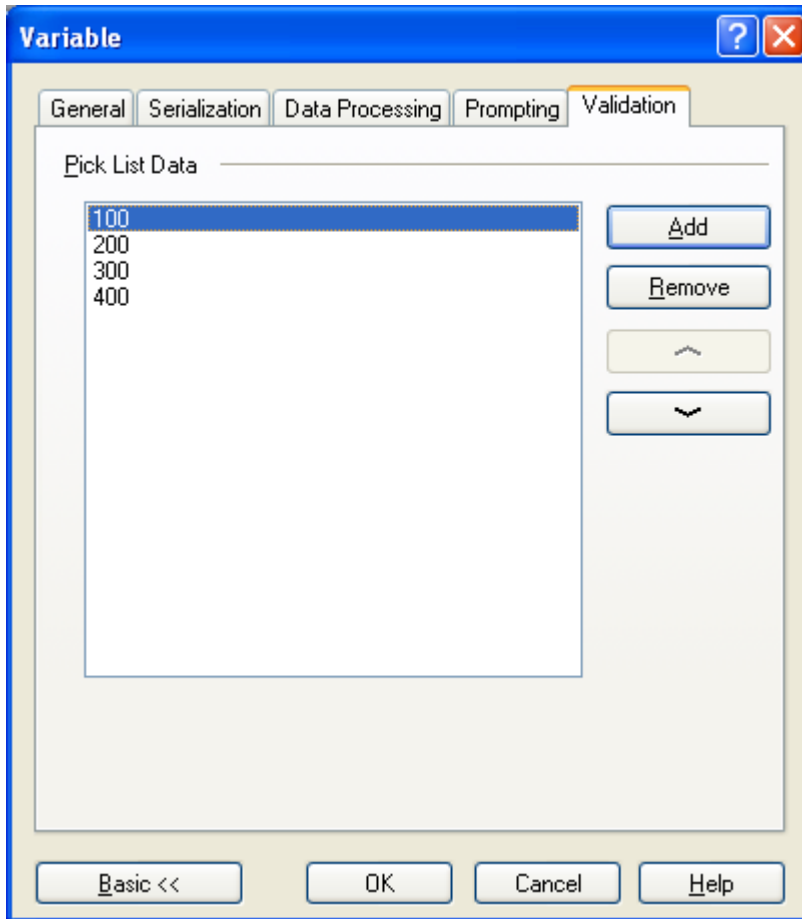 Variable
General Serialization Data Processing Prompting Validation
Pick List Data
100
200
300
400
Add
Remove
Basic << OK Cancel Help